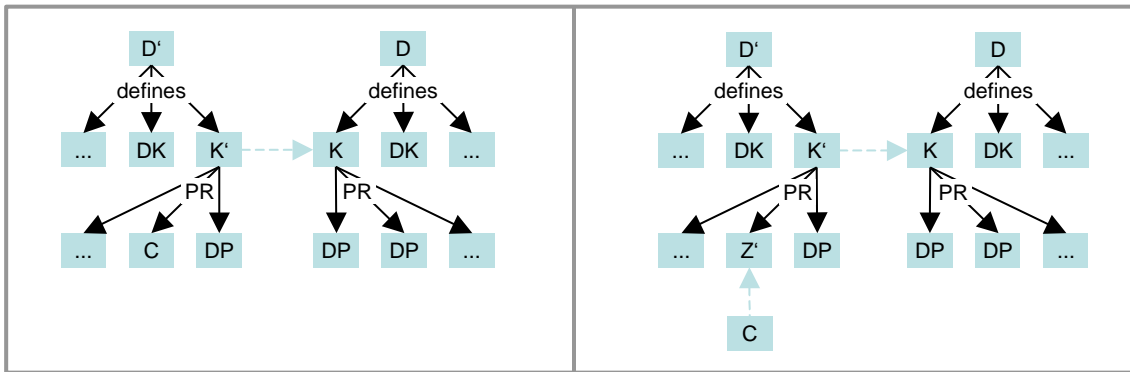 D‘ D
defines defines
... DK K‘ K DK ...
PR PR
... C DP DP DP ...
D‘ D
defines defines
... DK K‘ K DK ...
PR PR
... Z‘ DP DP DP ...
C